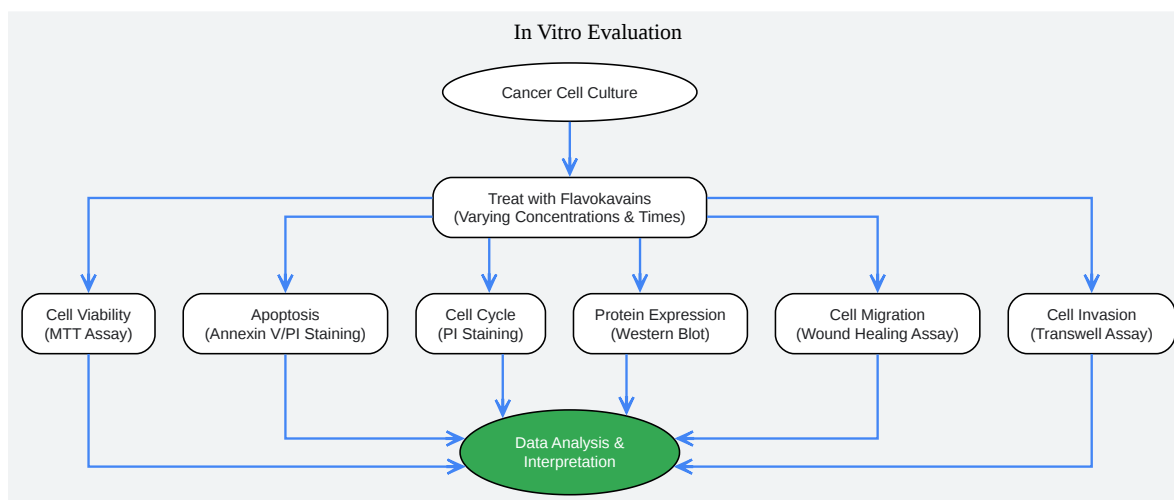 In Vitro Evaluation
Cancer Cell Culture
Treat with Flavokavains
(Varying Concentrations & Times)
Cell Viability
(MTT Assay)
Apoptosis
(Annexin V/PI Staining)
Cell Cycle
(PI Staining)
Protein Expression
(Western Blot)
Cell Migration
(Wound Healing Assay)
Cell Invasion
(Transwell Assay)
Data Analysis &
Interpretation